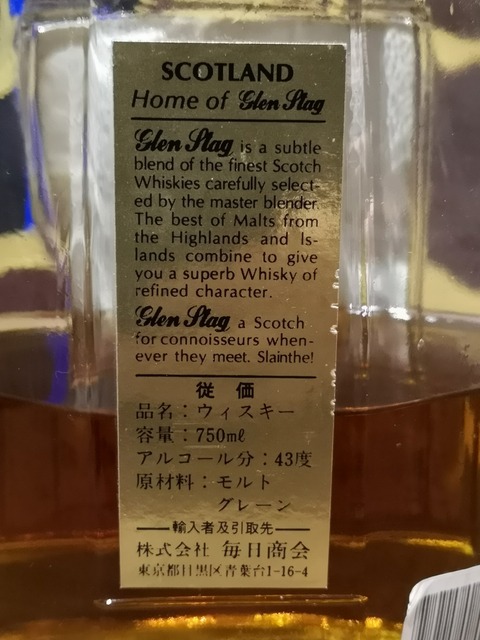 SCOTLAND
Home of Glen Stag
Glen Stag is a subtle
blend of the finest Scotch
Whiskies carefully select-
ed by the master blender.
The best of Malts from
the Highlands and Is-
lands combine to give
you a superb Whisky of
refined character.
Glen Stag a Scotch
for connoisseurs when-
ever they meet. Slainthe!
従 価
品名：ウィスキー
容量：750mℓ
アルコール分：43度
原材料：モルト
グレーン
輸入者及引取先
株式会社 毎日商会
東京都目黒区青葉台1-16-4